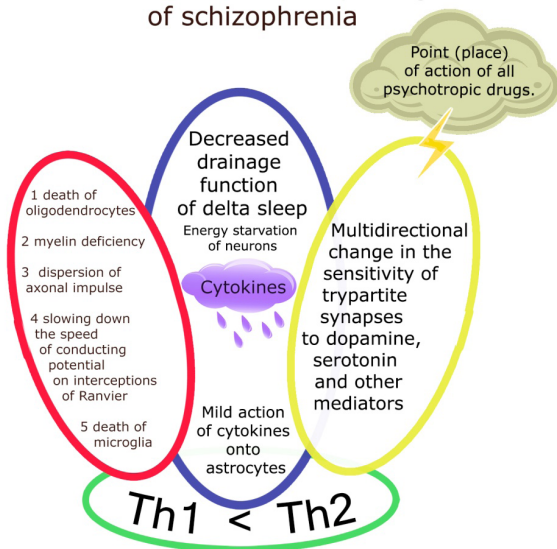 of schizophrenia
Point (place)
of action of all
psychotropic drugs.
Decreased
drainage
function
of delta sleep
Energy starvation
of neurons
Cytokines
Mild action
of cytokines
onto
astrocytes
1 death of
oligodendrocytes
2 myelin deficiency
3 dispersion of
axonal impulse
4 slowing down
the speed
of conducting
potential
on interceptions
of Ranvier
5 death of
microglia
Multidirectional
change in the
sensitivity of
trypartite
synapses
to dopamine,
serotonin
and other
mediators
Th1 < Th2